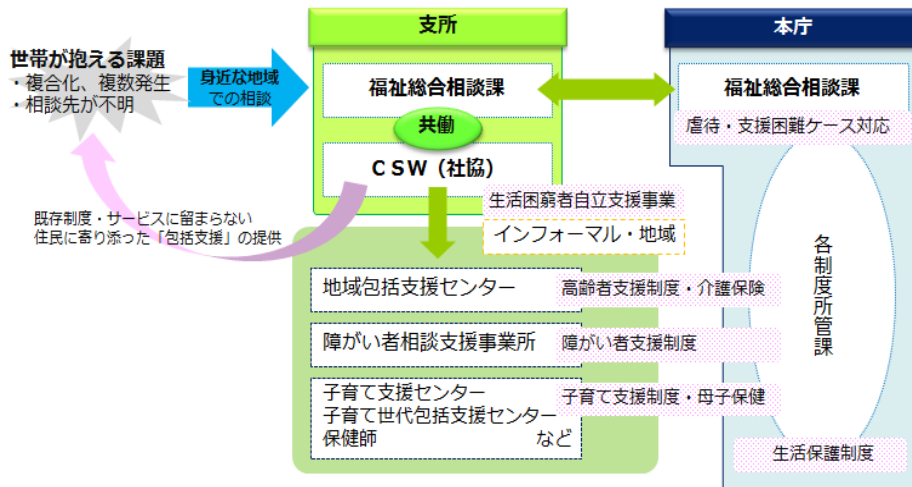 世帯が抱える課題
・複合化、複数発生
・相談先が不明
身近な地域
での相談
支所
福祉総合相談課
共働
ＣＳＷ（社協）
本庁
福祉総合相談課
虐待・支援困難ケース対応
既存制度・サービスに留まらない
住民に寄り添った「包括支援」の提供
生活困窮者自立支援事業
インフォーマル・地域
地域包括支援センター
高齢者支援制度・介護保険
障がい者相談支援事業所
障がい者支援制度
子育て支援センター
子育て世代包括支援センター
保健師　　　　　　　　など
子育て支援制度・母子保健
各制度所管課
生活保護制度